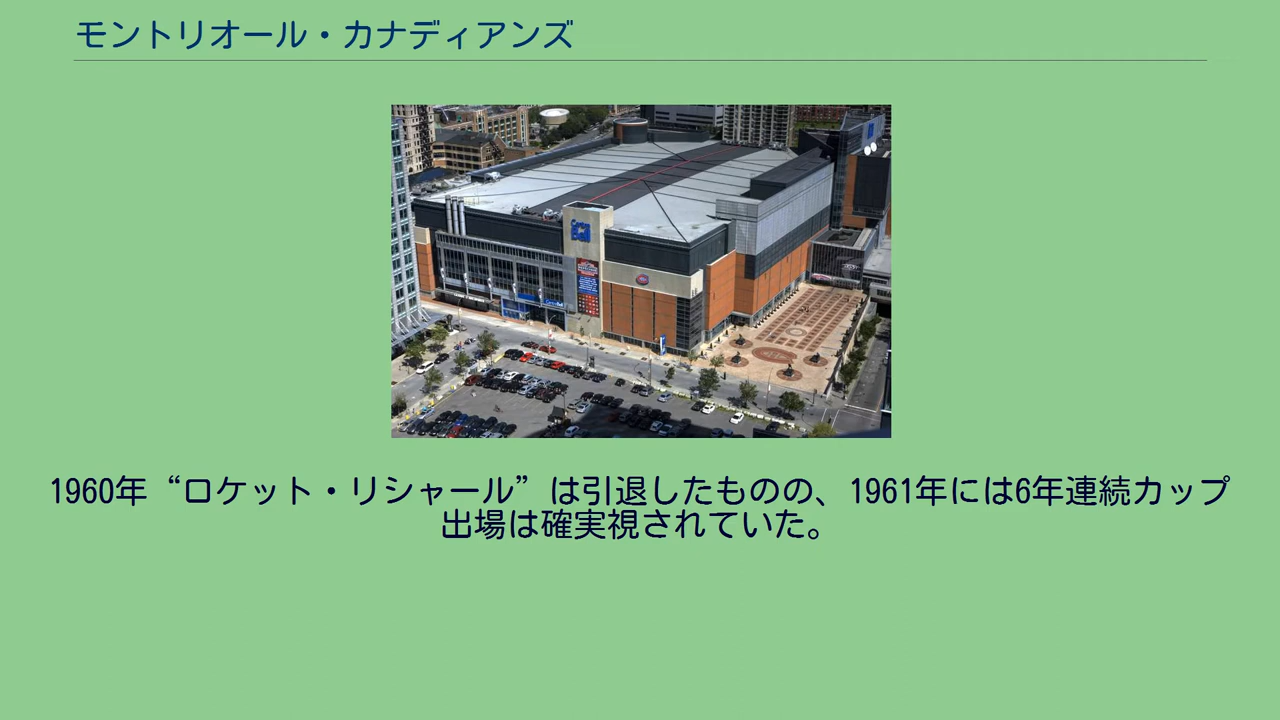 モントリオール・カナディアンズ
Centre
Bell
1960年“ロケット・リシャール”は引退したものの、1961年には6年連続カップ
出場は確実視されていた。